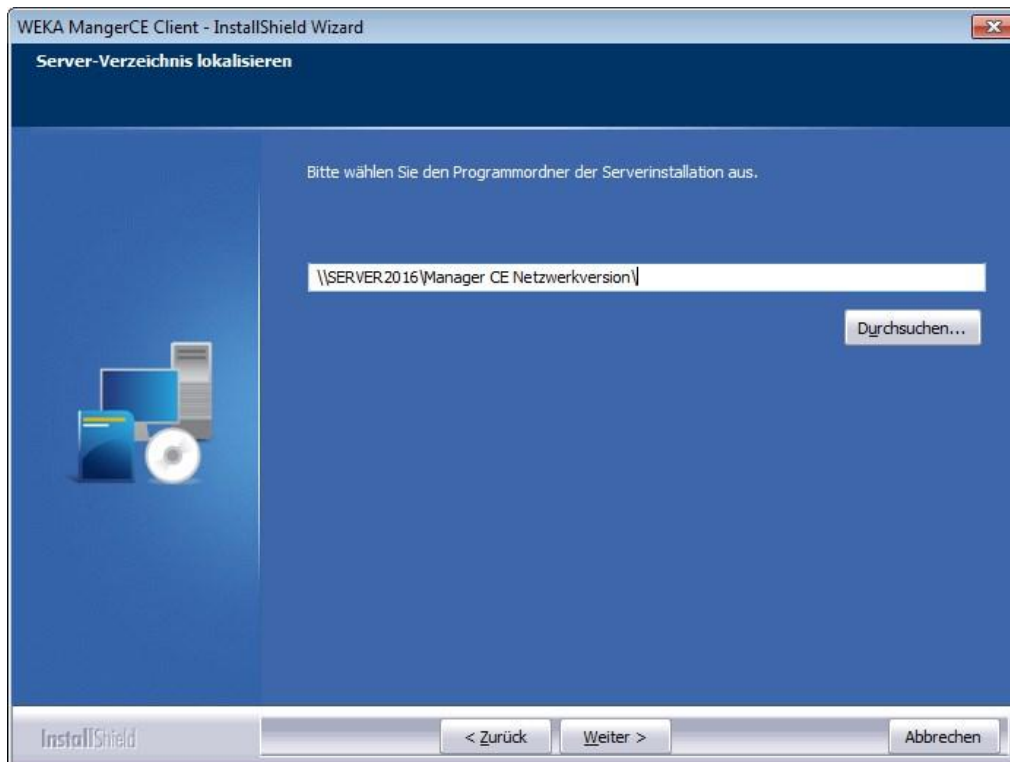 WEKA MangerCE Client - InstallShield Wizard
Server-Verzeichnis lokalisieren
Bitte wählen Sie den Programmordner der Serverinstallation aus.
\\SERVER2016\Manager CE Netzwerkversion\
Durchsuchen...
InstallShield
< Zurück
Weiter >
Abbrechen